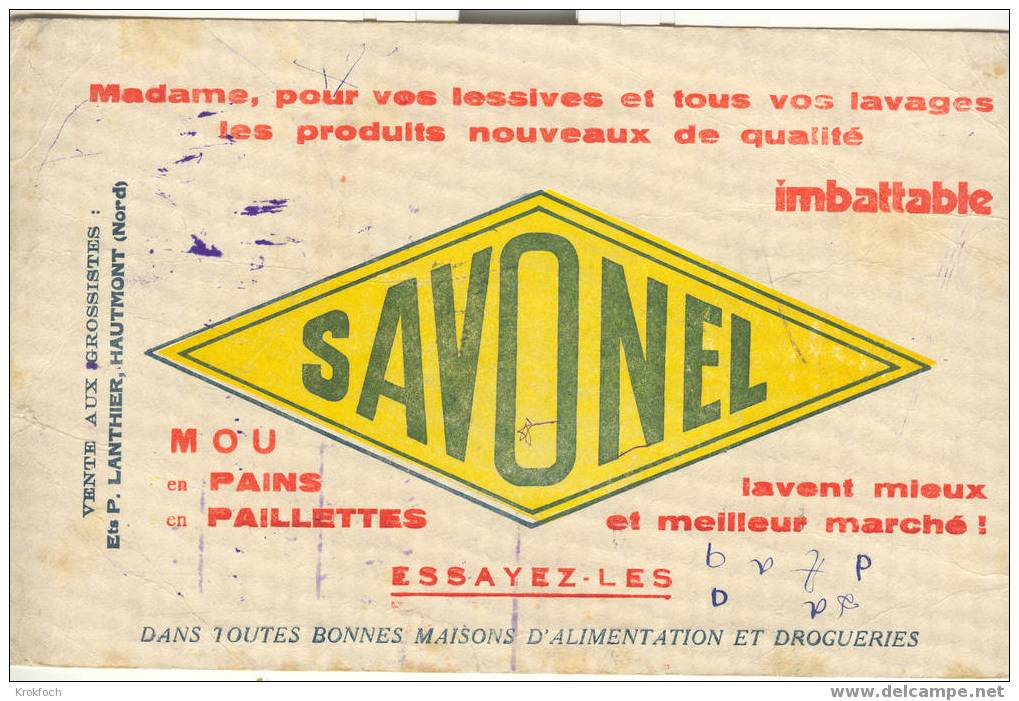 Madame, pour vos lessives et tous vos lavages
les produits nouveaux de qualité
imbattable
VENTE AUX GROSSISTES :
Ets P. LANTHIER, HAUTMONT (Nord)
SAVONEL
MOU
en PAINS
en PAILLETTES
lavent mieux
et meilleur marché !
ESSAYEZ-LES
DANS TOUTES BONNES MAISONS D'ALIMENTATION ET DROGUERIES
Krokfoch
www.delcampe.net